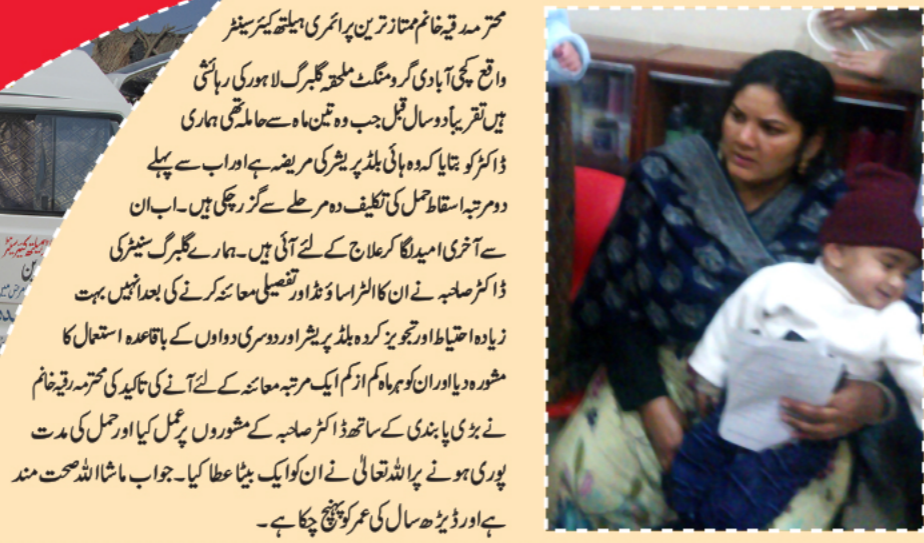 محترمہ رقیہ خانم ممتاز ترین پرائمری ہیلتھ کیئر سینٹر
واقع کچی آبادی گرومنگٹ ملحقہ گلبرگ لاہور کی رہائشی
ہیں تقریباً دو سال قبل جب وہ تین ماہ سے حاملہ تھی ہماری
ڈاکٹر کو بتایا کہ وہ ہائی بلڈ پریشر کی مریضہ ہے اور اب سے پہلے
دو مرتبہ اسقاط حمل کی تکلیف دہ مرحلے سے گزر چکی ہیں۔ اب ان
سے آخری امید لگا کر علاج کے لئے آئی ہیں۔ ہمارے گلبرگ سنیٹر کی
ڈاکٹر صاحبہ نے ان کا الٹرا ساؤنڈ اور تفصیلی معائنہ کرنے کی بعد انہیں بہت
زیادہ احتیاط اور تجویز کردہ بلڈ پریشر اور دوسری دواوں کے باقاعدہ استعمال کا
مشورہ دیا اور ان کو ہر ماہ کم از کم ایک مرتبہ معائنہ کے لئے آنے کی تاکید کی محترمہ رقیہ خانم
نے بڑی پابندی کے ساتھ ڈاکٹر صاحبہ کے مشوروں پر عمل کیا اور حمل کی مدت
پوری ہونے پر اللہ تعالیٰ نے ان کو ایک بیٹا عطا کیا۔ جو اب ماشااللہ صحت مند
ہے اور ڈیڑھ سال کی عمر کو پہنچ چکا ہے۔